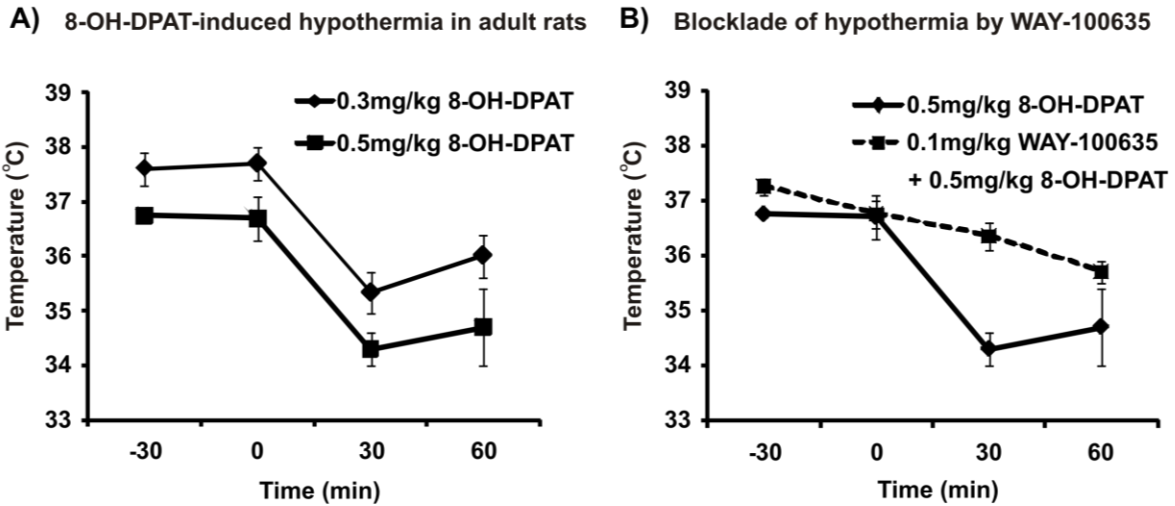 A) 8-OH-DPAT-induced hypothermia in adult rats
39
38
37
36
35
34
33
Temperature (°C)
0.3mg/kg 8-OH-DPAT
0.5mg/kg 8-OH-DPAT
-30 0 30 60
Time (min)
B) Blocklade of hypothermia by WAY-100635
39
38
37
36
35
34
33
Temperature (°C)
0.5mg/kg 8-OH-DPAT
0.1mg/kg WAY-100635
+ 0.5mg/kg 8-OH-DPAT
-30 0 30 60
Time (min)